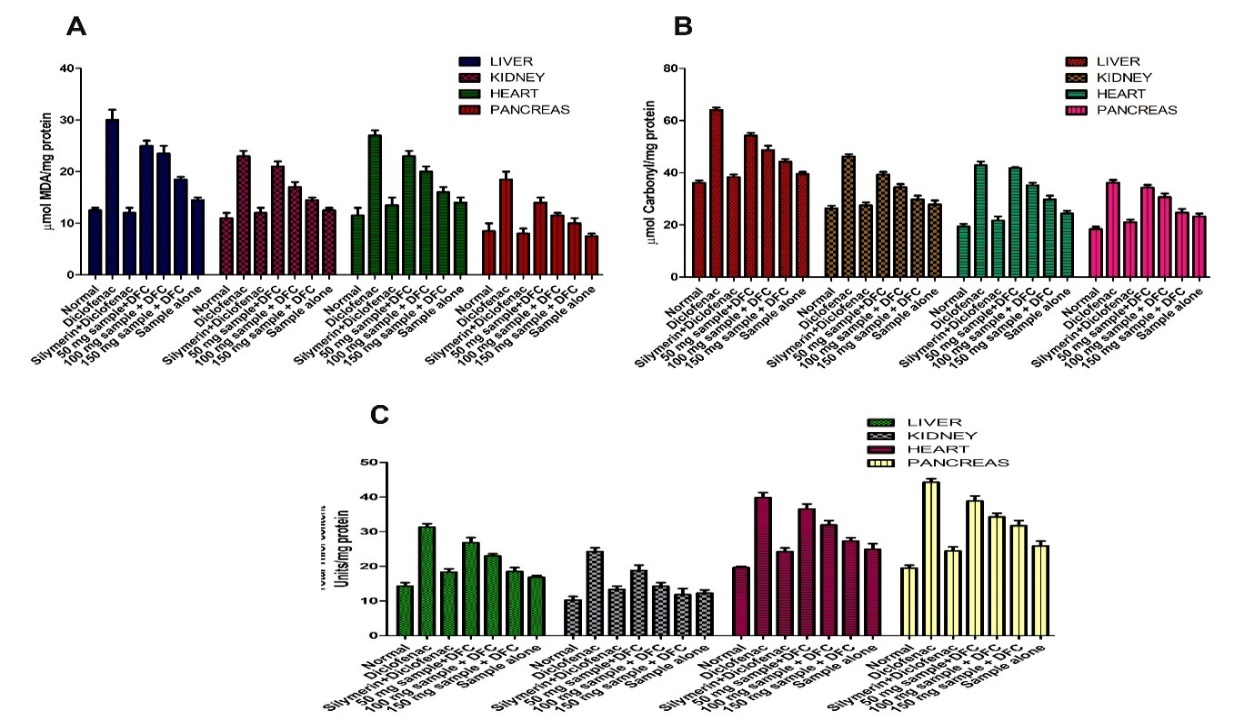 A
μmol MDA/mg protein
40
30
20
10
0
LIVER
KIDNEY
HEART
PANCREAS
Normal
Diclofenac
Silymerin+Diclofenac
50 mg sample+DFC
100 mg sample + DFC
150 mg sample + DFC
Sample alone
Normal
Diclofenac
Silymerin+Diclofenac
50 mg sample+DFC
100 mg sample + DFC
150 mg sample + DFC
Sample alone
Normal
Diclofenac
Silymerin+Diclofenac
50 mg sample+DFC
100 mg sample + DFC
150 mg sample + DFC
Sample alone
Normal
Diclofenac
Silymerin+Diclofenac
50 mg sample+DFC
100 mg sample + DFC
150 mg sample + DFC
Sample alone
B
μmol Carbonyl/mg protein
80
60
40
20
0
LIVER
KIDNEY
HEART
PANCREAS
Normal
Diclofenac
Silymerin+Diclofenac
50 mg sample+DFC
100 mg sample + DFC
150 mg sample + DFC
Sample alone
Normal
Diclofenac
Silymerin+Diclofenac
50 mg sample+DFC
100 mg sample + DFC
150 mg sample + DFC
Sample alone
Normal
Diclofenac
Silymerin+Diclofenac
50 mg sample+DFC
100 mg sample + DFC
150 mg sample + DFC
Sample alone
Normal
Diclofenac
Silymerin+Diclofenac
50 mg sample+DFC
100 mg sample + DFC
150 mg sample + DFC
Sample alone
C
Units/mg protein
50
40
30
20
10
0
LIVER
KIDNEY
HEART
PANCREAS
Normal
Diclofenac
Silymerin+Diclofenac
50 mg sample+DFC
100 mg sample + DFC
150 mg sample + DFC
Sample alone
Normal
Diclofenac
Silymerin+Diclofenac
50 mg sample+DFC
100 mg sample + DFC
150 mg sample + DFC
Sample alone
Normal
Diclofenac
Silymerin+Diclofenac
50 mg sample+DFC
100 mg sample + DFC
150 mg sample + DFC
Sample alone
Normal
Diclofenac
Silymerin+Diclofenac
50 mg sample+DFC
100 mg sample + DFC
150 mg sample + DFC
Sample alone